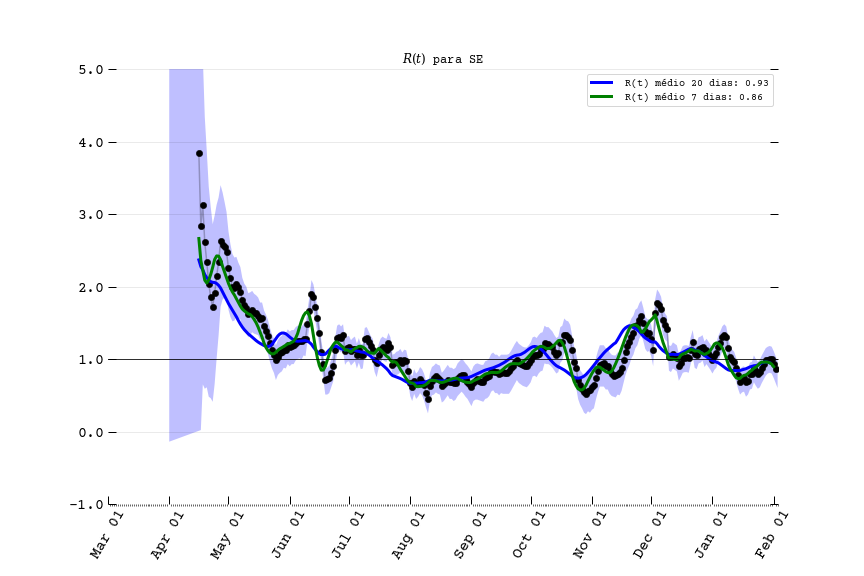 R(t) para SE
R(t) médio 20 dias: 0.93
R(t) médio 7 dias: 0.86
5.0
4.0
3.0
2.0
1.0
0.0
-1.0
Mar 01
Apr 01
May 01
Jun 01
Jul 01
Aug 01
Sep 01
Oct 01
Nov 01
Dec 01
Jan 01
Feb 01